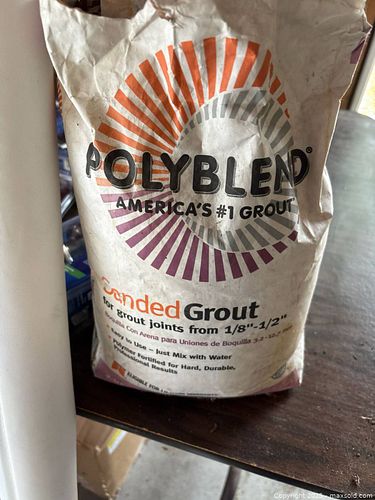 POLYBLEND®
AMERICA'S #1 GROUT
Sanded Grout
for grout joints from 1/8"-1/2"
Boquilla Con Arena para Uniones de Boquilla
• Easy to Use – Just Mix with Water
• Polymer Fortified for Hard, Durable,
Professional Results
Copyright 2025 - maxsold.com